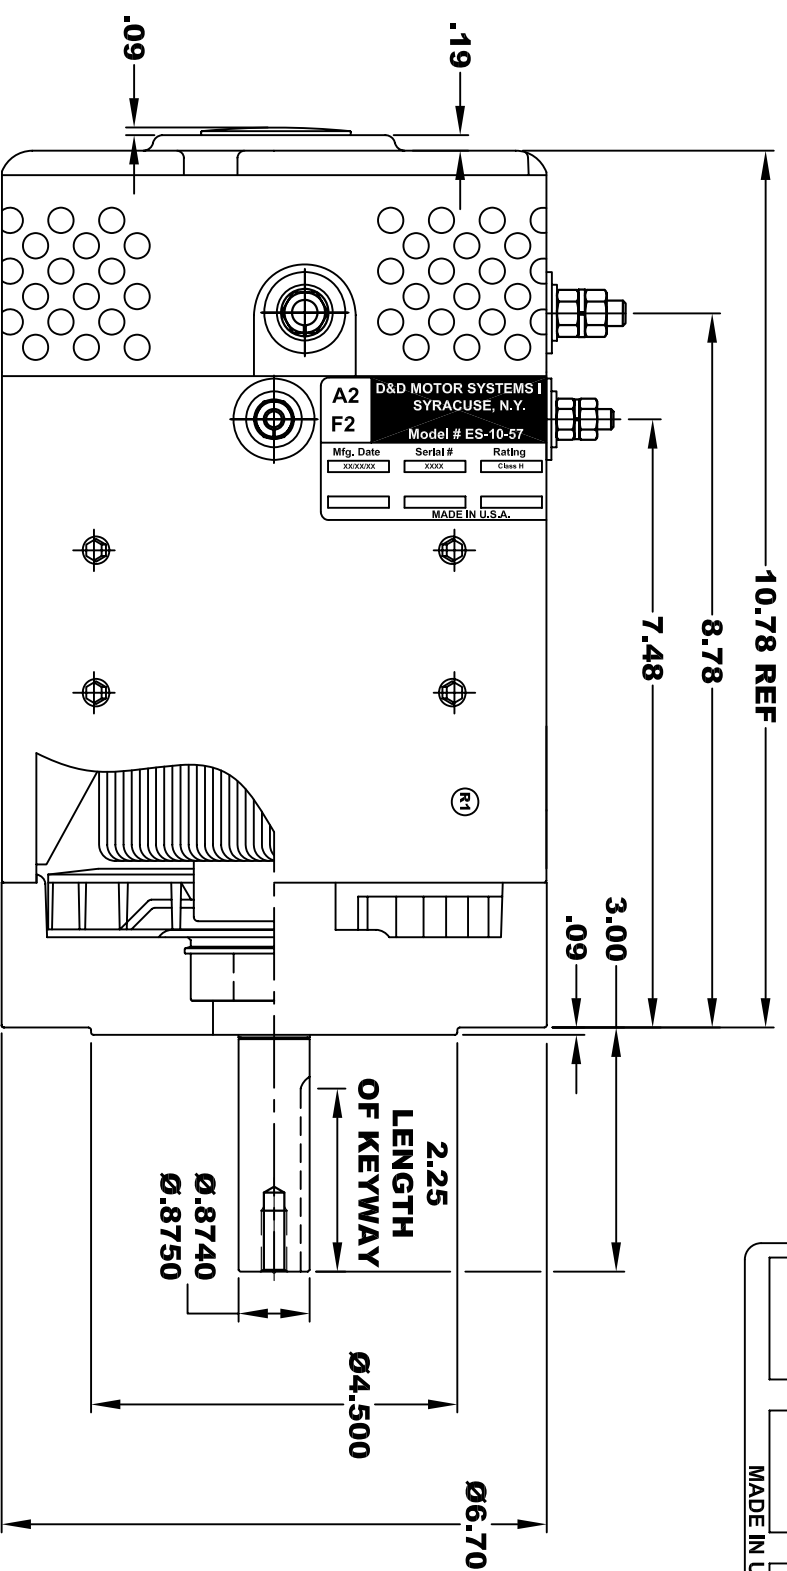 .09
.19
10.78 REF
8.78
7.48
A2
F2
D&D MOTOR SYSTEMS I
SYRACUSE, N.Y.
Model # ES-10-57
Mfg. Date
Serial #
Rating
XX/XX/XX
XXXX
Class H
MADE IN U.S.A.
R1
3.00
.09
2.25
LENGTH
OF KEYWAY
Ø.8740
Ø.8750
Ø4.500
Ø6.70
MADE IN U